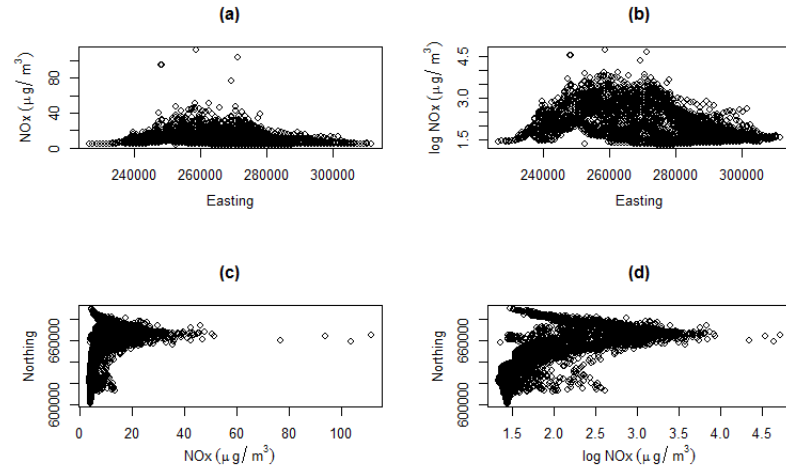 (a)
NOx (μg/ m³)
0 40 80
240000 260000 280000 300000
Easting
(b)
log NOx (μg/ m³)
1.5 3.0 4.5
240000 260000 280000 300000
Easting
(c)
Northing
600000 660000
0 20 40 60 80 100
NOx (μg/ m³)
(d)
Northing
600000 660000
1.5 2.0 2.5 3.0 3.5 4.0 4.5
log NOx (μg/ m³)